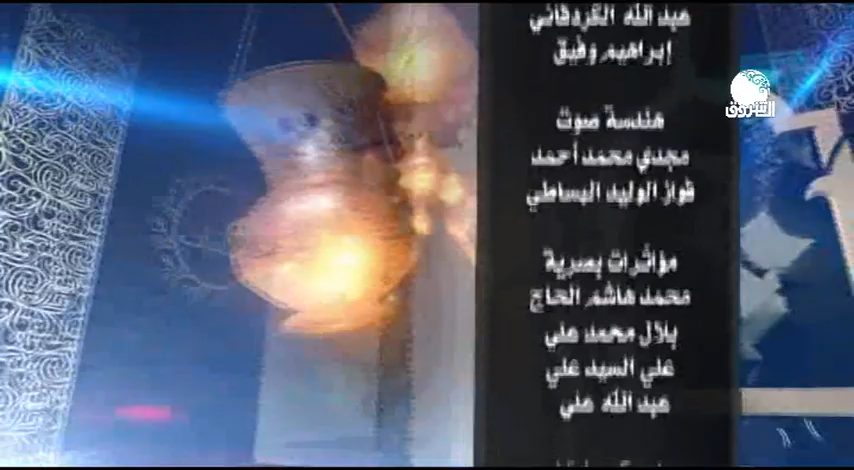 عبد الله الكردفاني
إبراهيم وفيق
الشروق
هندسة صوت
مجدي محمد أحمد
فواز الوليد البساطي
مؤاثرات بصرية
محمد هاشم الحاج
بلال محمد علي
علي السيد علي
عبد الله علي